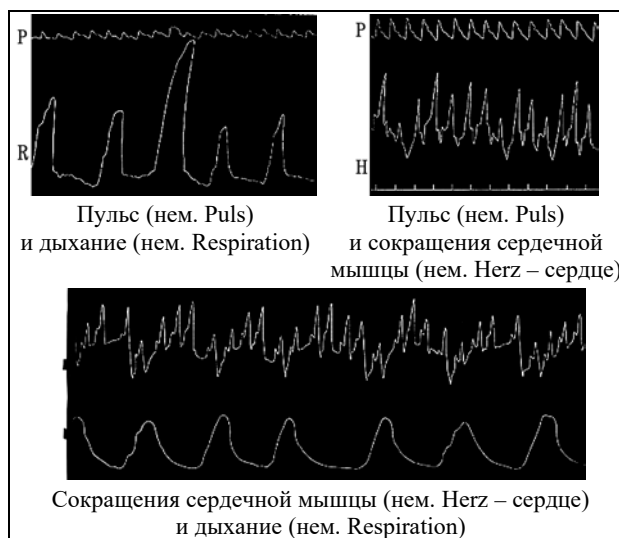 P
R
Пульс (нем. Puls)
и дыхание (нем. Respiration)
P
H
Пульс (нем. Puls)
и сокращения сердечной
мышцы (нем. Herz – сердце)
Сокращения сердечной мышцы (нем. Herz – сердце)
и дыхание (нем. Respiration)